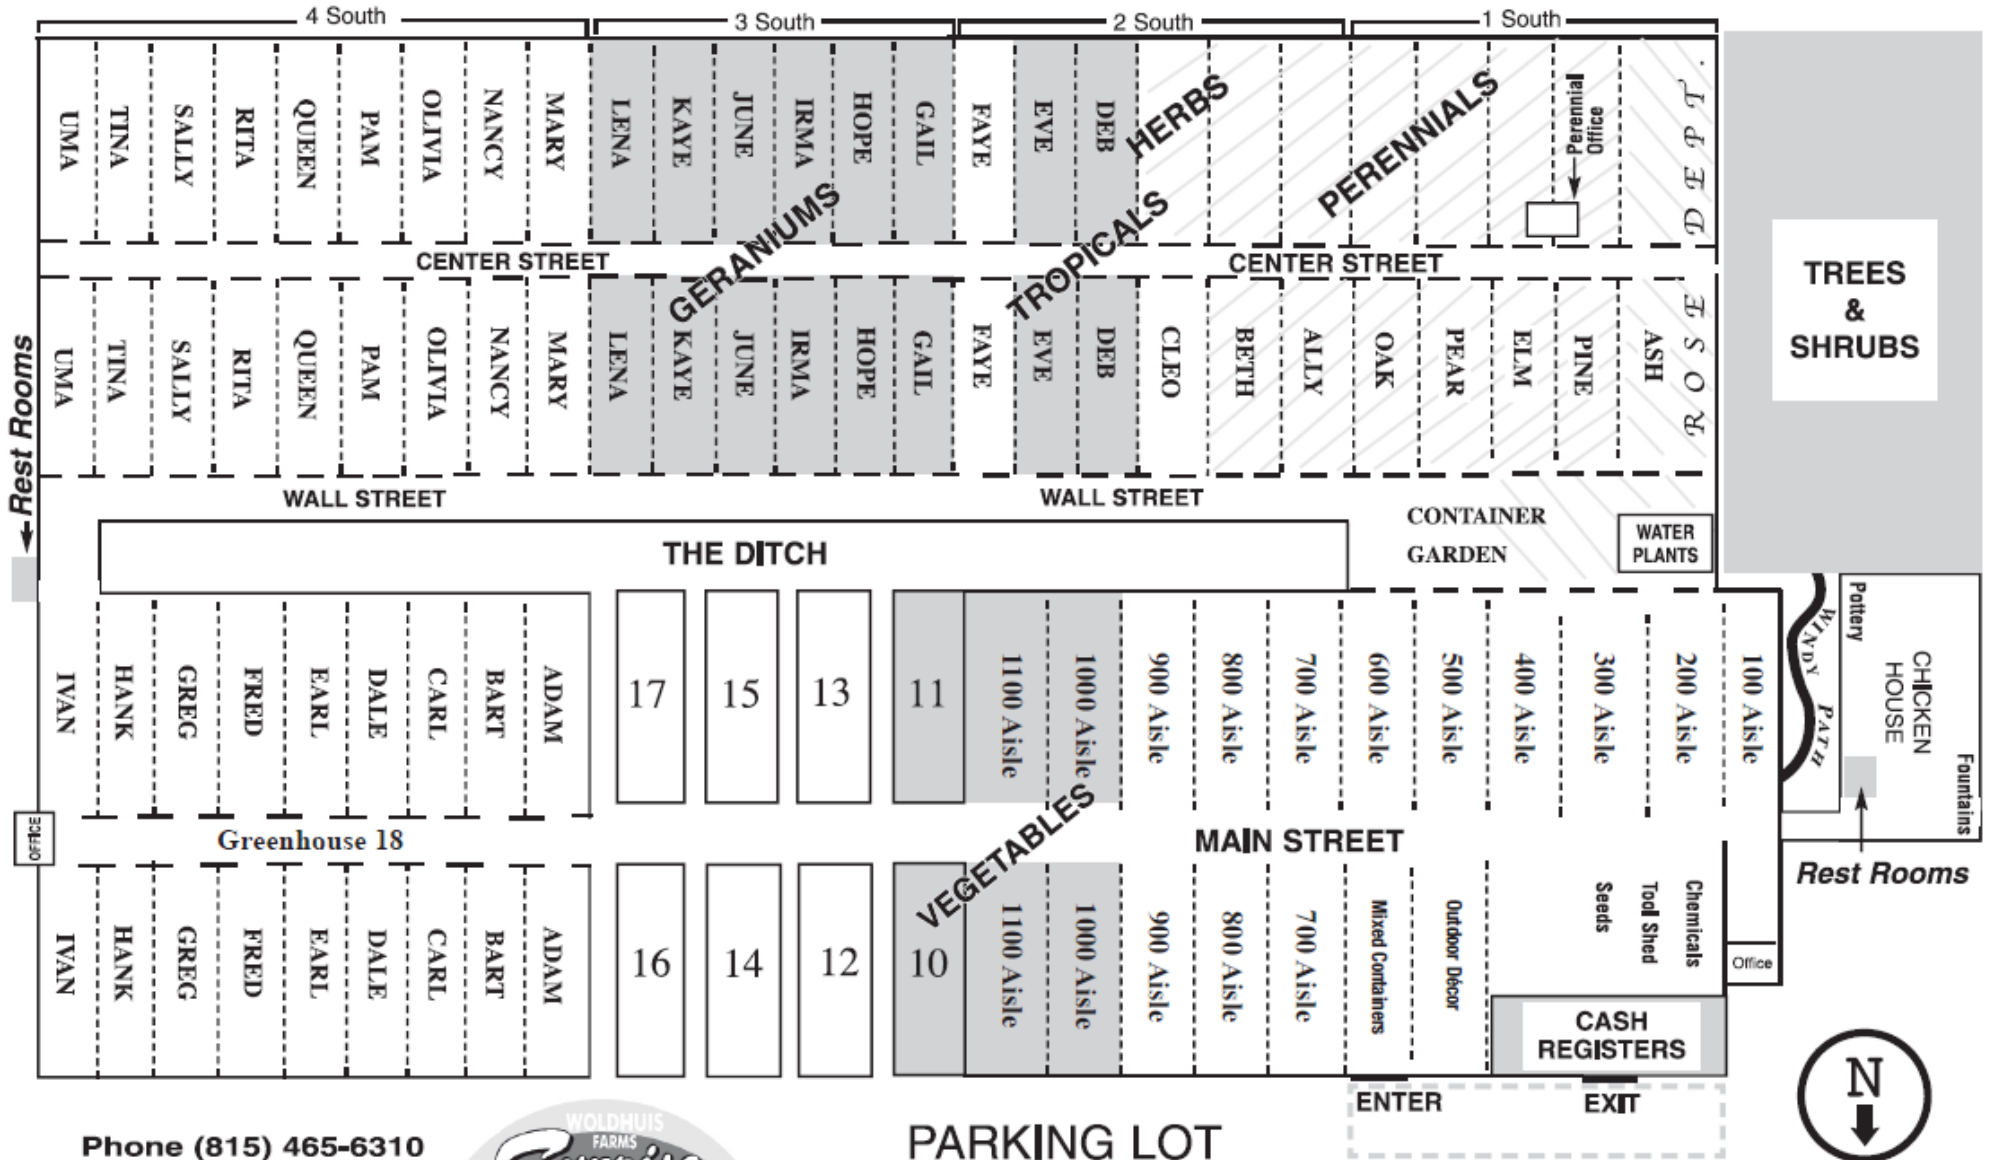 4 South
3 South
2 South
1 South
UMA
TINA
SALLY
RITA
QUEEN
PAM
OLIVIA
NANCY
MARY
LENA
KAYE
JUNE
IRMA
HOPE
GAIL
FAYE
EVE
DEB
HERBS
PERENNIALS
Perennial
Office
GERANIUMS
TROPICALS
CENTER STREET
CENTER STREET
ROSE DEPT.
TREES
&
SHRUBS
Rest Rooms
UMA
TINA
SALLY
RITA
QUEEN
PAM
OLIVIA
NANCY
MARY
LENA
KAYE
JUNE
IRMA
HOPE
GAIL
FAYE
EVE
DEB
CLEO
BETH
ALLY
OAK
PEAR
ELM
PINE
ASH
WALL STREET
WALL STREET
CONTAINER
GARDEN
WATER
PLANTS
THE DITCH
IVAN
HANK
GREG
FRED
EARL
DALE
CARL
BART
ADAM
17
15
13
11
1100 Aisle
1000 Aisle
900 Aisle
800 Aisle
700 Aisle
600 Aisle
500 Aisle
400 Aisle
300 Aisle
200 Aisle
100 Aisle
WINDY PATH
Pottery
CHICKEN
HOUSE
Fountains
Rest Rooms
OFFICE
Greenhouse 18
VEGETABLES
MAIN STREET
IVAN
HANK
GREG
FRED
EARL
DALE
CARL
BART
ADAM
16
14
12
10
1100 Aisle
1000 Aisle
900 Aisle
800 Aisle
700 Aisle
Mixed Containers
Outdoor Décor
Seeds
Tool Shed
Chemicals
Office
CASH
REGISTERS
ENTER
EXIT
N
Phone (815) 465-6310
WOLDHUIS
FARMS
PARKING LOT